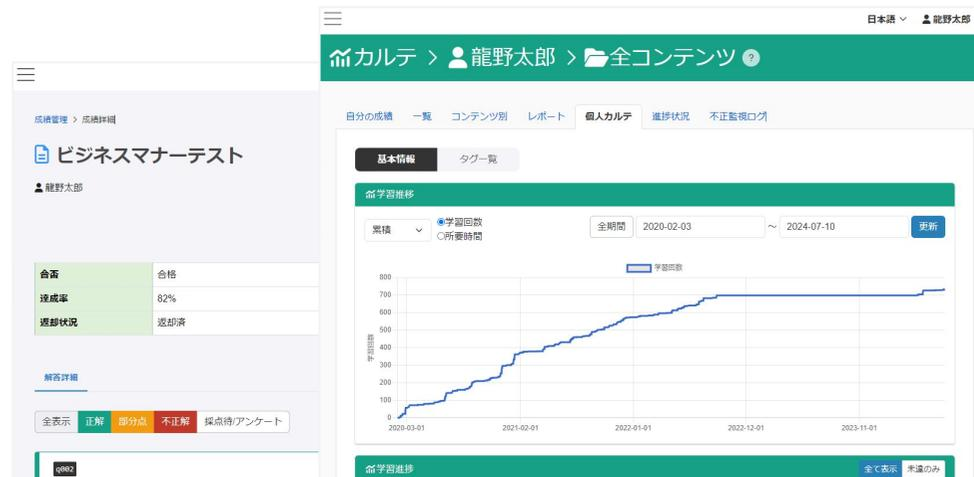 成績管理 > 成績詳細
ビジネスマナーテスト
龍野太郎
合否 合格
達成率 82%
返却状況 返却済
解答詳細
全表示 正解 部分点 不正解 採点待/アンケート
q002
日本語 龍野太郎
カルテ > 龍野太郎 > 全コンテンツ ?
自分の成績 一覧 コンテンツ別 レポート 個人カルテ 進捗状況 不正監視ログ
基本情報 タグ一覧
学習推移
累積 学習回数 所要時間 全期間 2020-02-03 ～ 2024-07-10 更新
学習回数
学習回数
800
700
600
500
400
300
200
100
0
2020-03-01 2021-02-01 2022-01-01 2022-12-01 2023-11-01
学習進捗 全て表示 未達のみ